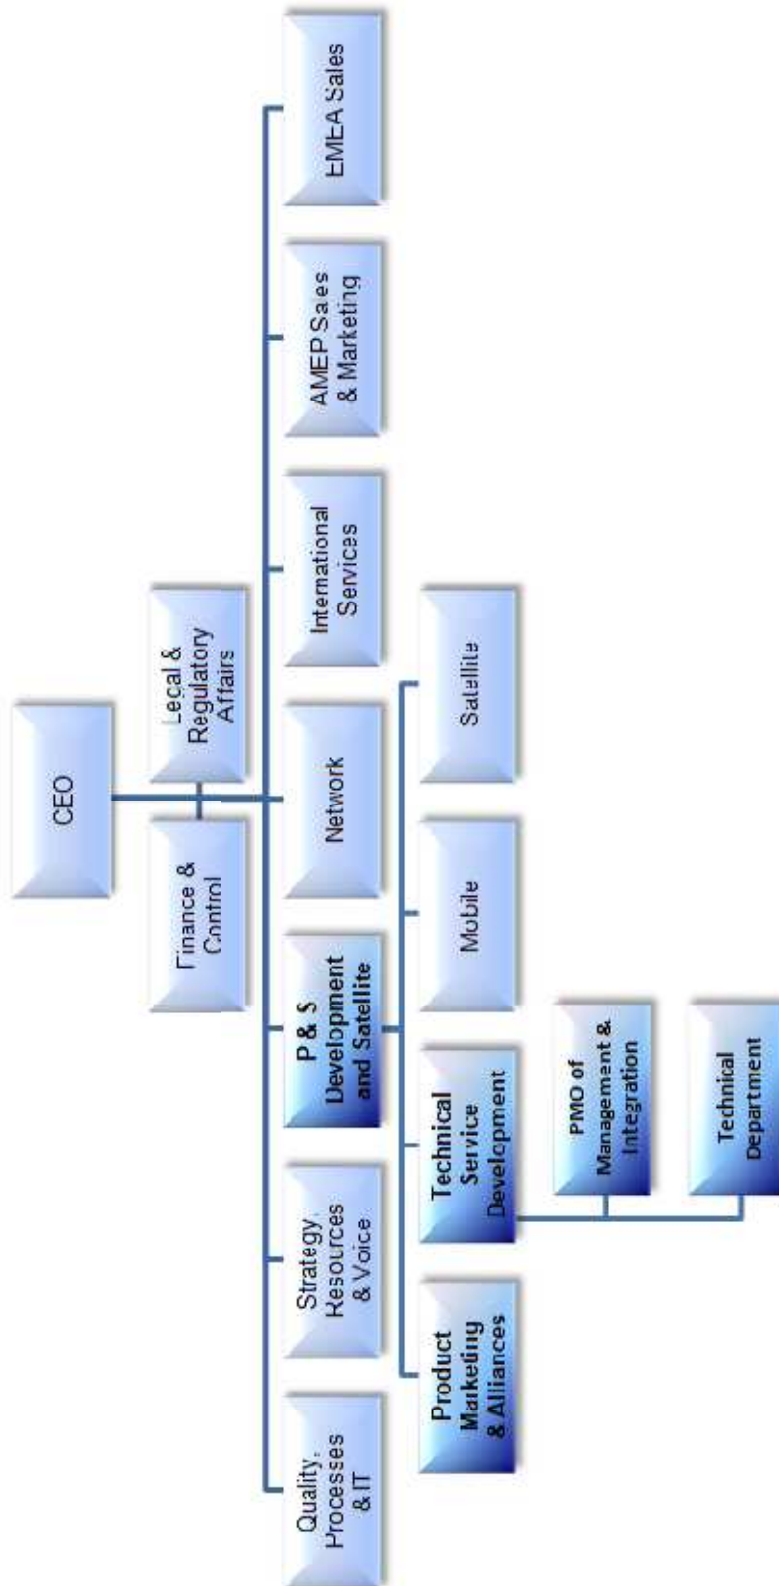 CEO
Finance &
Control
Legal &
Regulatory
Affairs
Quality,
Processes
& IT
Strategy,
Resources
& Voice
P & S
Development
and Satellite
Network
International
Services
AMEP Sales
& Marketing
EMEA Sales
Product
Marketing
& Alliances
Technical
Service
Development
Mobile
Satellite
PMO of
Management &
Integration
Technical
Department